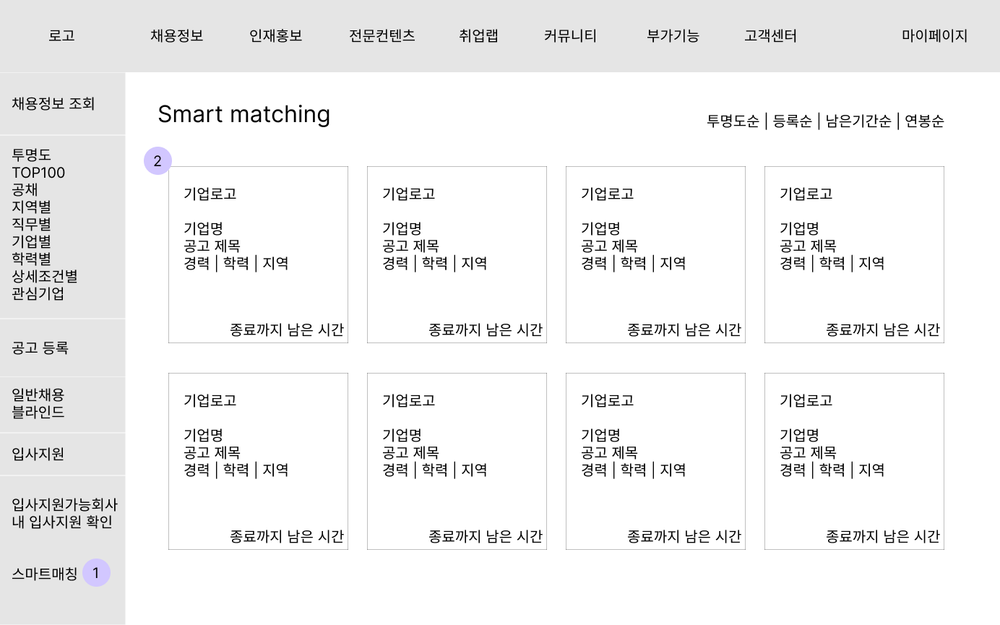 로고 채용정보 인재홍보 전문컨텐츠 취업랩 커뮤니티 부가기능 고객센터 마이페이지
채용정보 조회
투명도
TOP100
공채
지역별
직무별
기업별
학력별
상세조건별
관심기업
공고 등록
일반채용
블라인드
입사지원
입사지원가능회사
내 입사지원 확인
스마트매칭 1
Smart matching
투명도순 | 등록순 | 남은기간순 | 연봉순
2
기업로고
기업명
공고 제목
경력 | 학력 | 지역
종료까지 남은 시간
기업로고
기업명
공고 제목
경력 | 학력 | 지역
종료까지 남은 시간
기업로고
기업명
공고 제목
경력 | 학력 | 지역
종료까지 남은 시간
기업로고
기업명
공고 제목
경력 | 학력 | 지역
종료까지 남은 시간
기업로고
기업명
공고 제목
경력 | 학력 | 지역
종료까지 남은 시간
기업로고
기업명
공고 제목
경력 | 학력 | 지역
종료까지 남은 시간
기업로고
기업명
공고 제목
경력 | 학력 | 지역
종료까지 남은 시간
기업로고
기업명
공고 제목
경력 | 학력 | 지역
종료까지 남은 시간